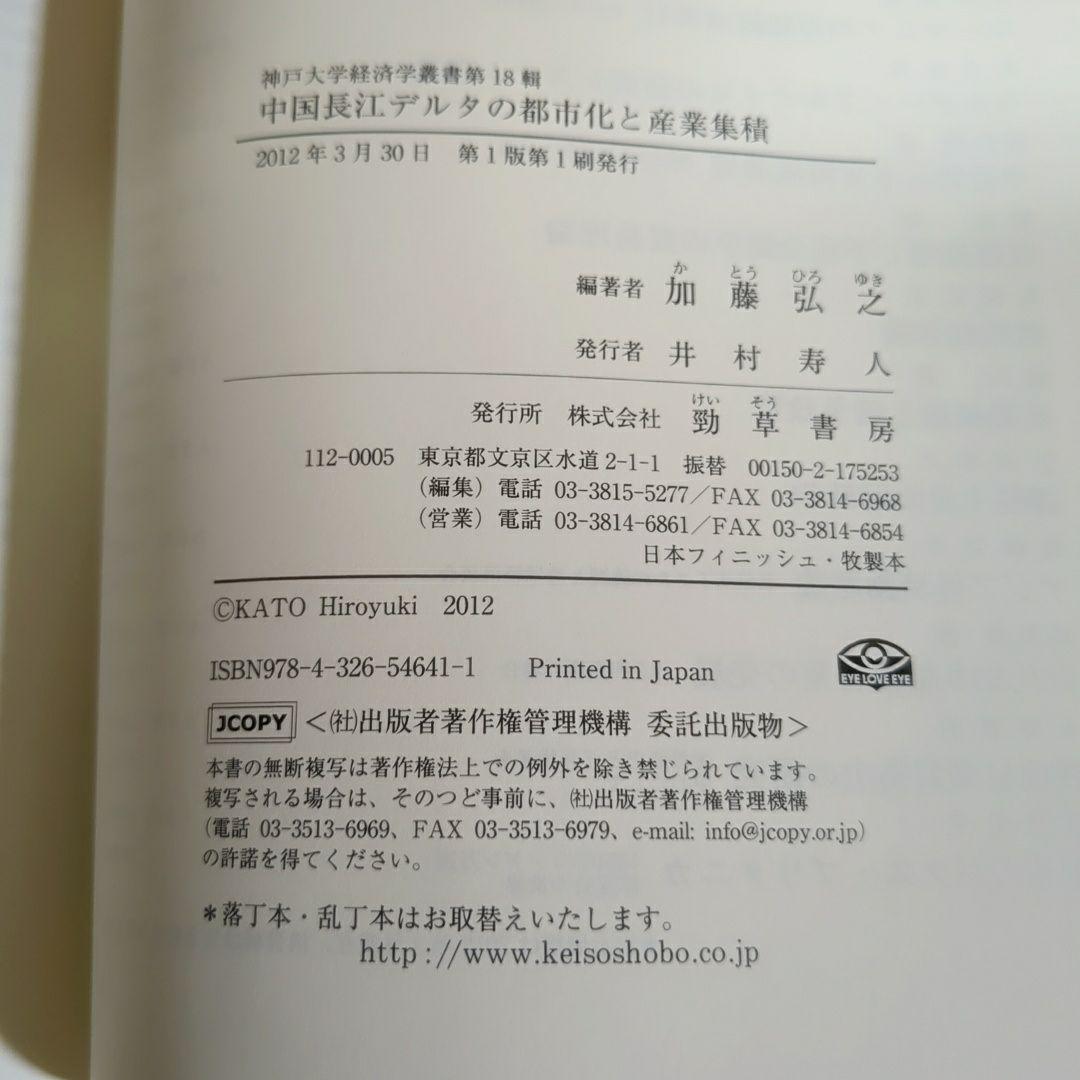 神戸大学経済学叢書第18輯
中国長江デルタの都市化と産業集積
2012年3月30日 第1版第1刷発行
か とう ひろ ゆき
編著者 加藤弘之
発行者 井村寿人
けい そう
発行所 株式会社 勁草書房
112-0005 東京都文京区水道2-1-1 振替 00150-2-175253
(編集) 電話 03-3815-5277/FAX 03-3814-6968
(営業) 電話 03-3814-6861/FAX 03-3814-6854
日本フィニッシュ・牧製本
©KATO Hiroyuki 2012
ISBN978-4-326-54641-1 Printed in Japan
EYE LOVE EYE
JCOPY <㈳出版者著作権管理機構 委託出版物>
本書の無断複写は著作権法上での例外を除き禁じられています。
複写される場合は、そのつど事前に、㈳出版者著作権管理機構
(電話 03-3513-6969、FAX 03-3513-6979、e-mail: info@jcopy.or.jp)
の許諾を得てください。
*落丁本・乱丁本はお取替えいたします。
http://www.keisoshobo.co.jp